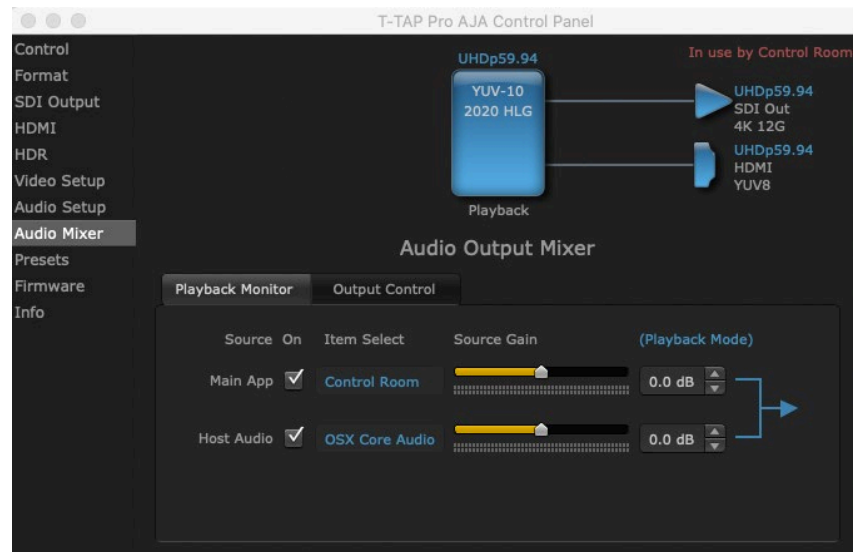 T-TAP Pro AJA Control Panel
Control
Format
SDI Output
HDMI
HDR
Video Setup
Audio Setup
Audio Mixer
Presets
Firmware
Info
In use by Control Room
UHDp59.94
YUV-10
2020 HLG
Playback
UHDp59.94
SDI Out
4K 12G
UHDp59.94
HDMI
YUV8
Audio Output Mixer
Playback Monitor Output Control
Source On Item Select Source Gain (Playback Mode)
Main App Control Room 0.0 dB
Host Audio OSX Core Audio 0.0 dB